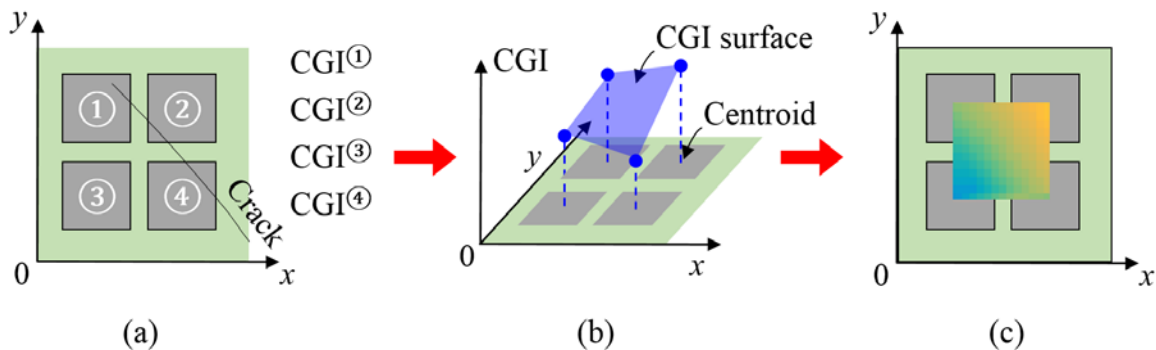 y
① ②
③ ④
Crack
0
x
CGI①
CGI②
CGI③
CGI④
(a)
CGI
CGI surface
Centroid
y
0
x
(b)
y
0
x
(c)